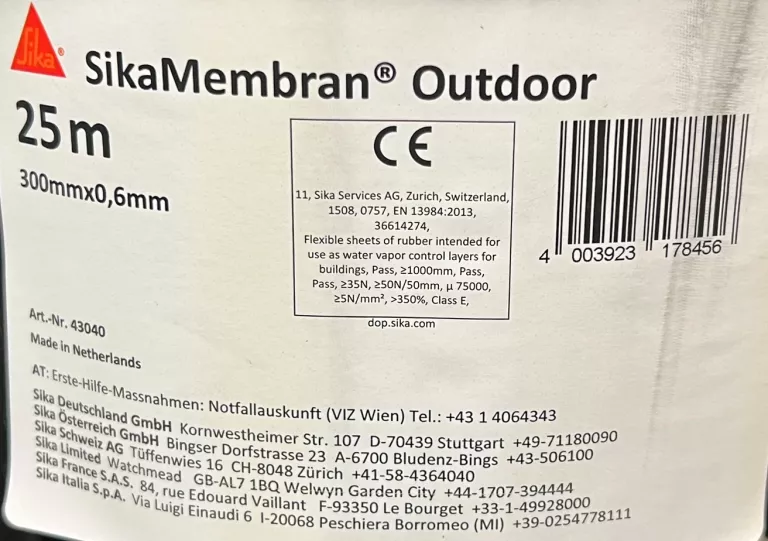 Sika®
SikaMembran® Outdoor
25 m
300mmx0,6mm
CE
11, Sika Services AG, Zurich, Switzerland,
1508, 0757, EN 13984:2013,
36614274,
Flexible sheets of rubber intended for
use as water vapor control layers for
buildings, Pass, ≥1000mm, Pass,
Pass, ≥35N, ≥50N/50mm, µ 75000,
≥5N/mm², >350%, Class E,
dop.sika.com
4 003923 178456
Art.-Nr. 43040
Made in Netherlands
AT: Erste-Hilfe-Massnahmen: Notfallauskunft (VIZ Wien) Tel.: +43 1 4064343
Sika Deutschland GmbH Kornwestheimer Str. 107 D-70439 Stuttgart +49-71180090
Sika Österreich GmbH Bingser Dorfstrasse 23 A-6700 Bludenz-Bings +43-506100
Sika Schweiz AG Tüffenwies 16 CH-8048 Zürich +41-58-4364040
Sika Limited Watchmead GB-AL7 1BQ Welwyn Garden City +44-1707-394444
Sika France S.A.S. 84, rue Edouard Vaillant F-93350 Le Bourget +33-1-49928000
Sika Italia S.p.A. Via Luigi Einaudi 6 I-20068 Peschiera Borromeo (MI) +39-0254778111